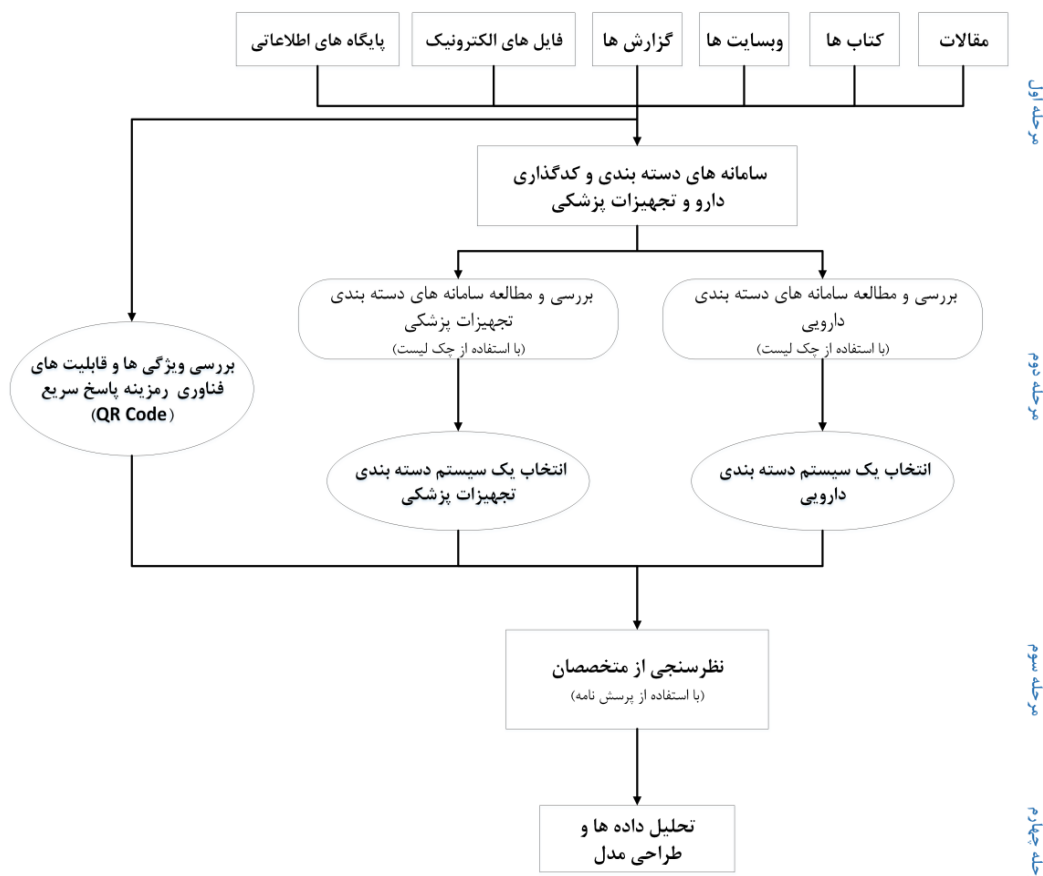 مقالات
کتاب ها
وبسایت ها
گزارش ها
فایل های الکترونیک
پایگاه های اطلاعاتی
مرحله اول
سامانه های دسته بندی و کدگذاری
دارو و تجهیزات پزشکی
بررسی و مطالعه سامانه های دسته بندی
دارویی
(با استفاده از چک لیست)
بررسی و مطالعه سامانه های دسته بندی
تجهیزات پزشکی
(با استفاده از چک لیست)
بررسی ویژگی ها و قابلیت های
فناوری رمزینه پاسخ سریع
(QR Code)
مرحله دوم
انتخاب یک سیستم دسته بندی
دارویی
انتخاب یک سیستم دسته بندی
تجهیزات پزشکی
نظرسنجی از متخصصان
(با استفاده از پرسش نامه)
مرحله سوم
تحلیل داده ها و
طراحی مدل
حله چهارم